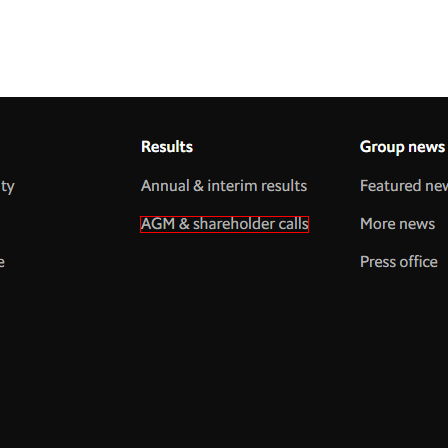 Results
Group news
ty
Annual & interim results
Featured nev
AGM & shareholder calls
More news
e
Press office